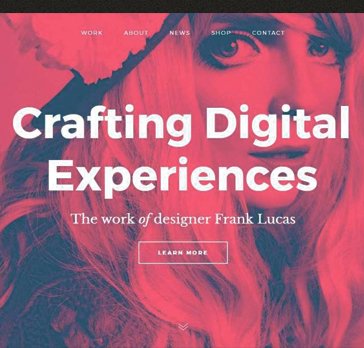 WORK ABOUT NEWS SHOP CONTACT
Crafting Digital
Experiences
The work of designer Frank Lucas
LEARN MORE